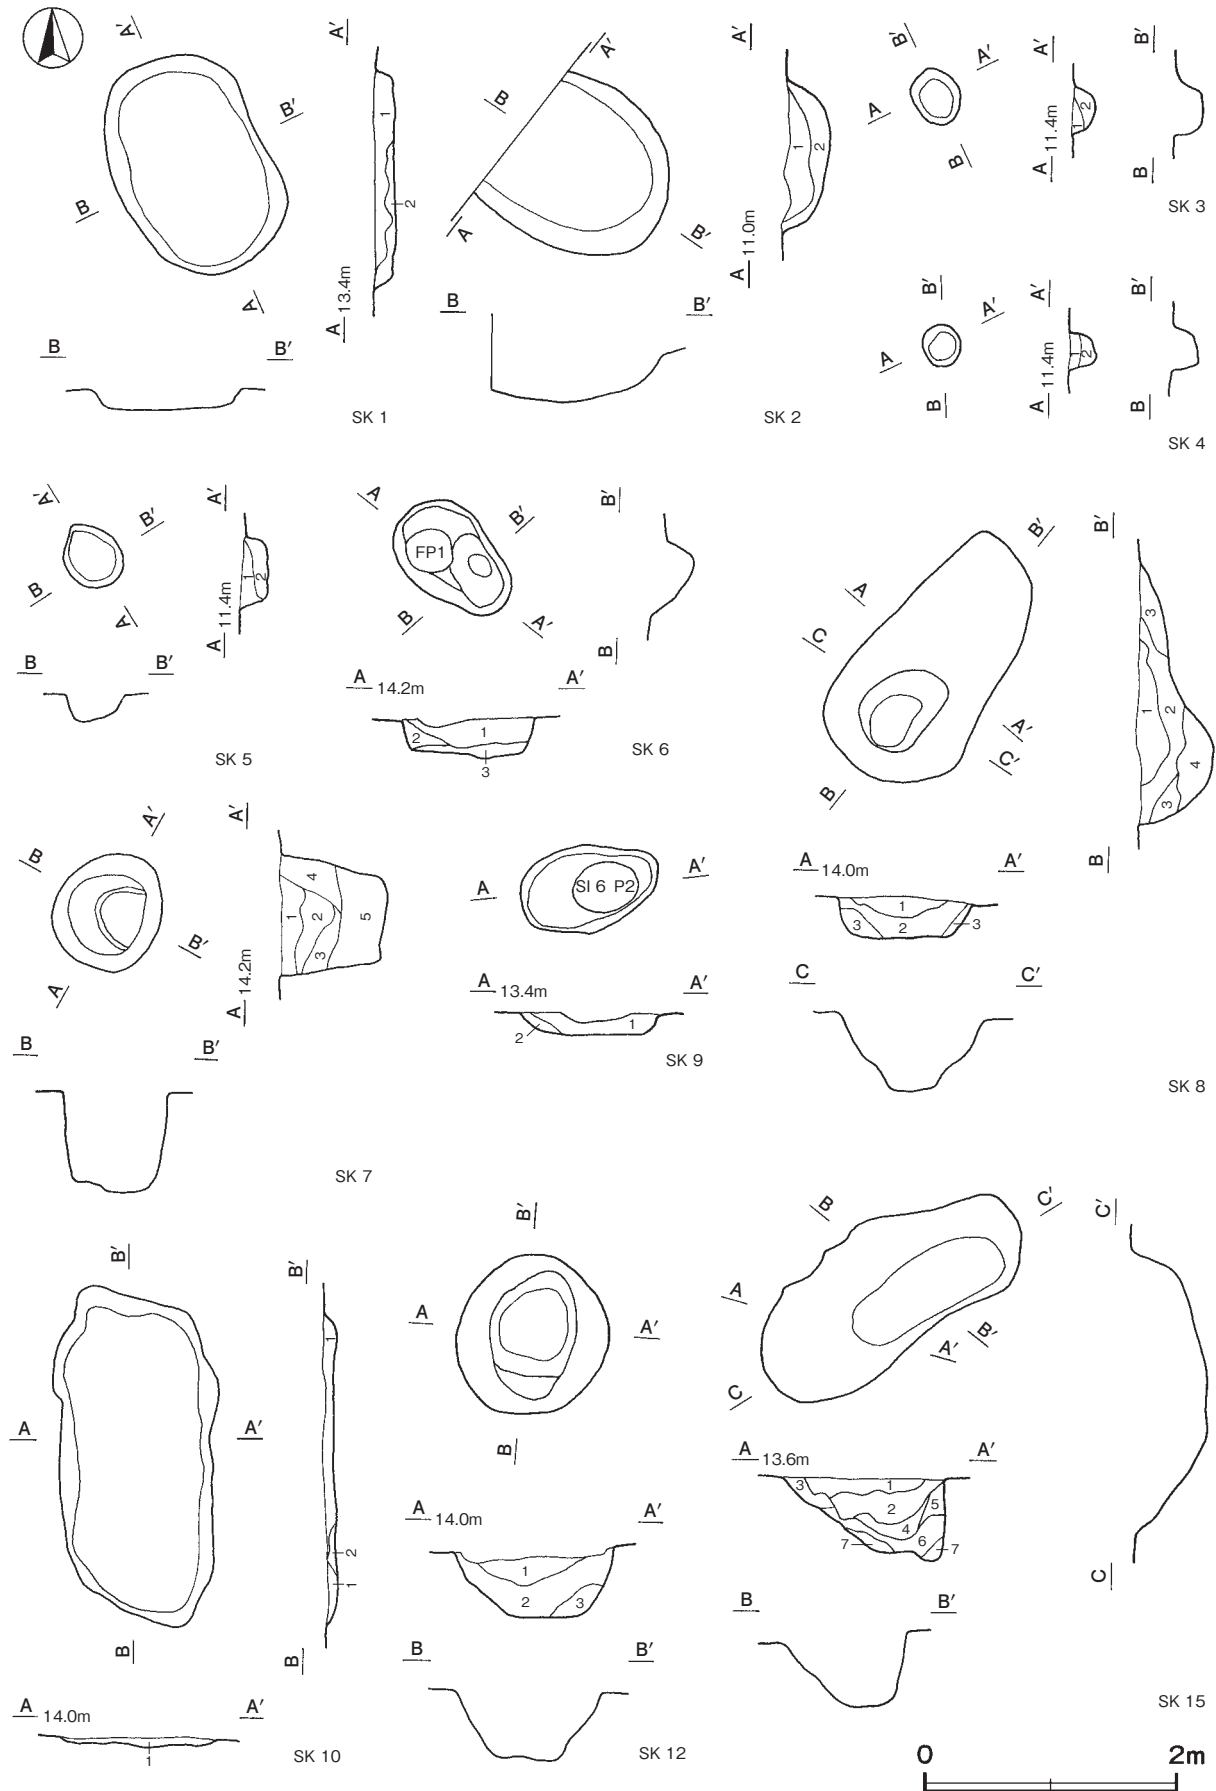 A′
B′
B
A
A′
1
2
A 13.4m
B
B′
SK 1
A′
B
A
B′
A′
1
2
A 11.0m
B
B′
SK 2
B′
A′
A
B
A′
1
2
A 11.4m
B′
B
SK 3
B′
A′
A
B
A′
1
2
A 11.4m
B′
B
SK 4
A′
B′
B
A
A′
1
2
A 11.4m
B
B′
SK 5
A
B′
FP1
B
A′
B′
B
A 14.2m
A′
1
2
3
SK 6
B′
A
C
A′
C′
B
B′
3
1
2
4
3
B
A 14.0m
A′
1
3
2
3
C
C′
SK 8
A′
B
B′
A
A′
4
1
2
5
3
A 14.2m
B
B′
SK 7
A
SI 6 P2
A′
A 13.4m
A′
1
2
SK 9
B′
A
A′
B
B′
1
2
1
B
A 14.0m
A′
1
SK 10
B′
A
A′
B
A 14.0m
A′
1
2
3
B
B′
SK 12
B
C′
A
B′
A′
C
C′
C
A 13.6m
A′
3
1
2
5
4
6
7
7
B
B′
SK 15
0
2m